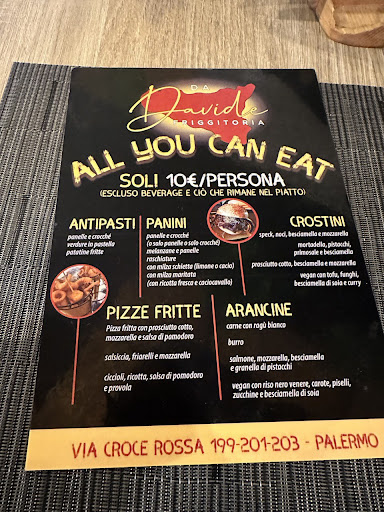 DA
Davide
FRIGGITORIA
ALL YOU CAN EAT
SOLI 10€/PERSONA
(ESCLUSO BEVERAGE E CIÒ CHE RIMANE NEL PIATTO)
ANTIPASTI
panelle e crocché
verdure in pastella
patatine fritte
PANINI
panelle e crocché
(o solo panelle o solo crocché)
melanzane e panelle
raschiature
con milza schietta (limone o cacio)
con milza maritata
(con ricotta fresca e caciocavallo)
CROSTINI
speck, noci, besciamella e mozzarella
mortadella, pistacchi,
primosale e besciamella
prosciutto cotto, besciamella e mozzarella
vegan con tofu, funghi,
besciamella di soia e curry
PIZZE FRITTE
Pizza fritta con prosciutto cotto,
mozzarella e salsa di pomodoro
salsiccia, friarelli e mozzarella
ciccioli, ricotta, salsa di pomodoro
e provola
ARANCINE
carne con ragù bianco
burro
salmone, mozzarella, besciamella
e granella di pistacchi
vegan con riso nero venere, carote, piselli,
zucchine e besciamella di soia
VIA CROCE ROSSA 199-201-203 - PALERMO